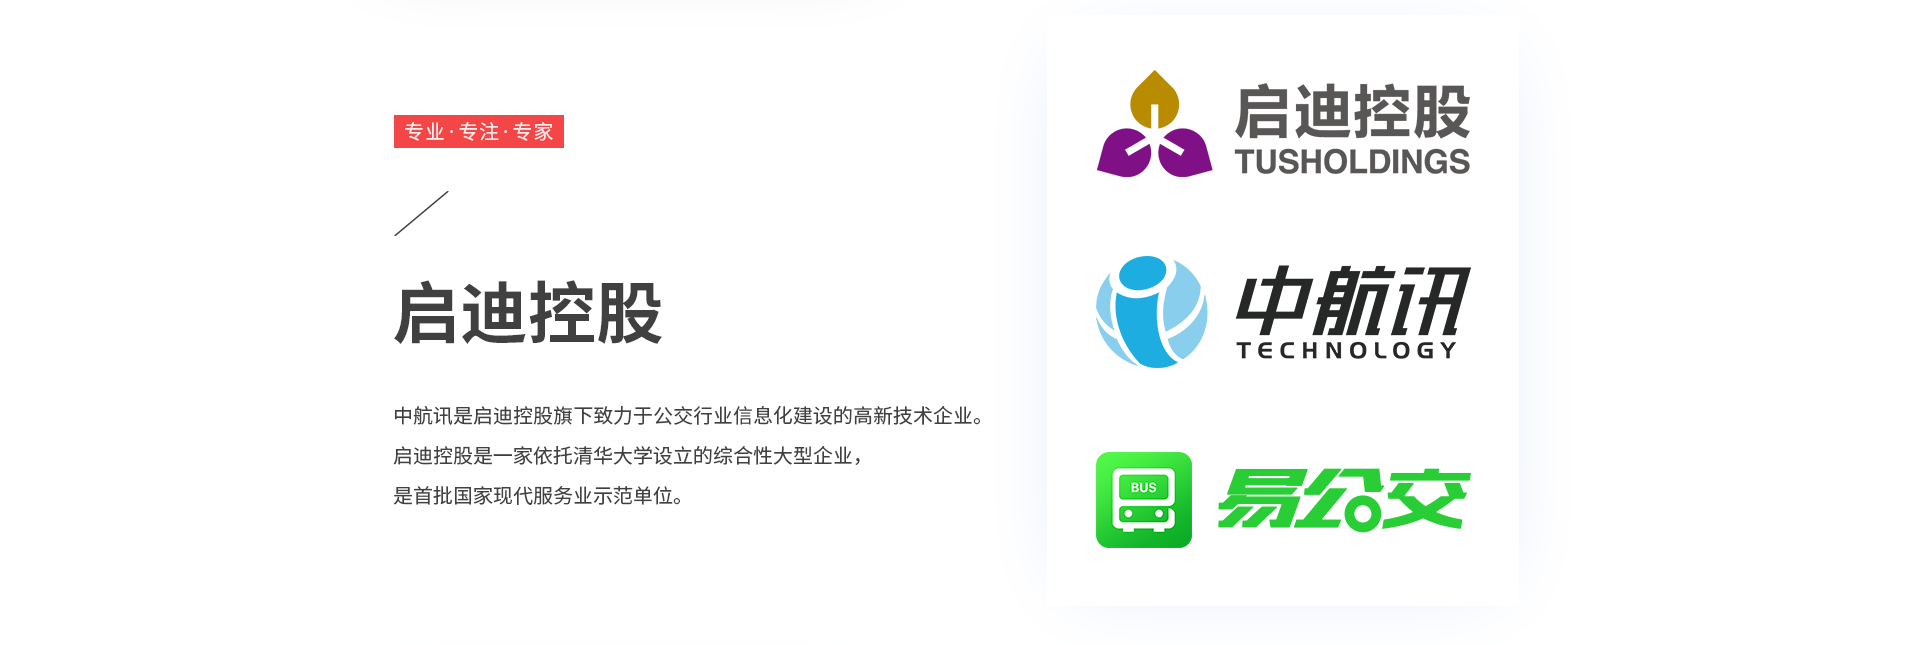 专业·专注·专家
启迪控股
中航讯是启迪控股旗下致力于公交行业信息化建设的高新技术企业。
启迪控股是一家依托清华大学设立的综合性大型企业，
是首批国家现代服务业示范单位。
启迪控股
TUSHOLDINGS
中航讯
TECHNOLOGY
BUS
易公交